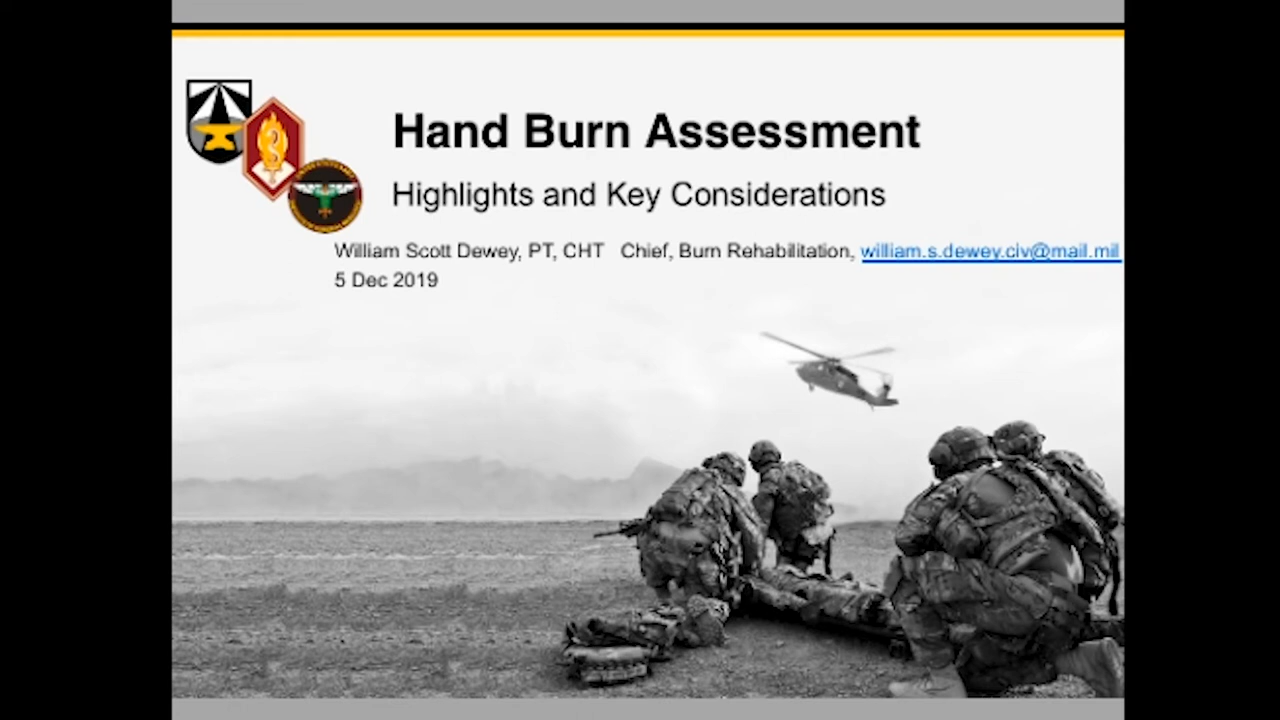 Hand Burn Assessment
Highlights and Key Considerations
William Scott Dewey, PT, CHT Chief, Burn Rehabilitation, william.s.dewey.civ@mail.mil
5 Dec 2019